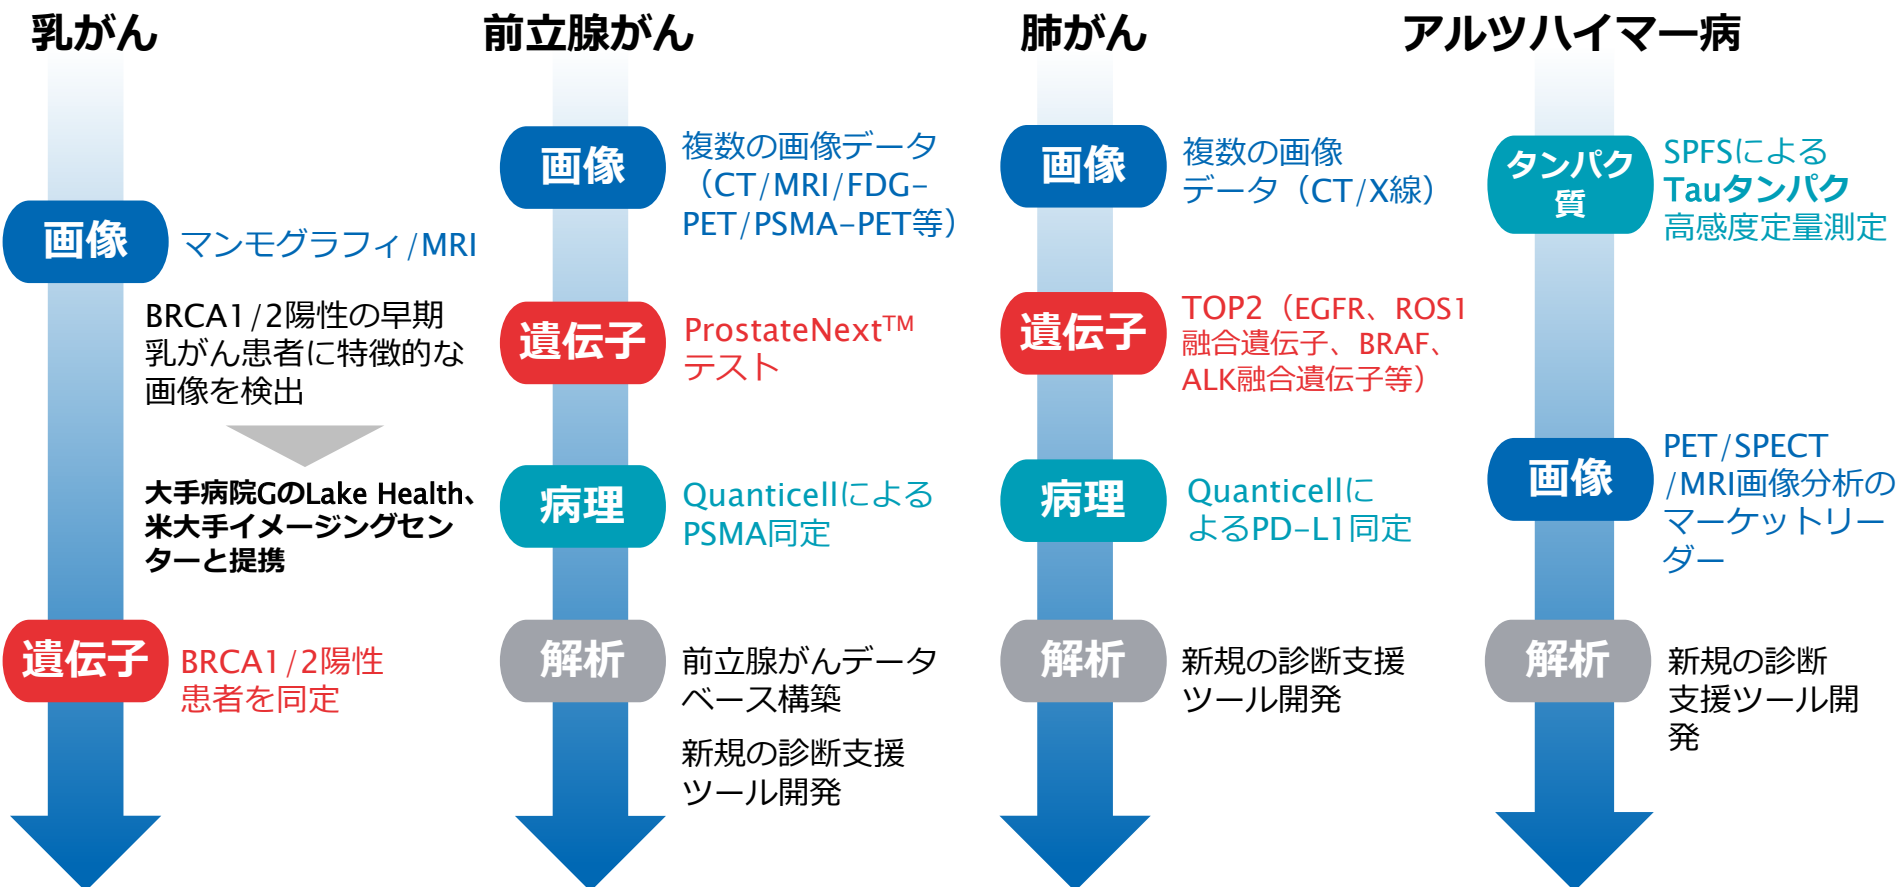 乳がん
画像
マンモグラフィ/MRI
BRCA1/2陽性の早期
乳がん患者に特徴的な
画像を検出
大手病院GのLake Health、
米大手イメージングセン
ターと提携
遺伝子
BRCA1/2陽性
患者を同定
前立腺がん
画像
複数の画像データ
（CT/MRI/FDG-
PET/PSMA-PET等）
遺伝子
ProstateNext™
テスト
病理
Quanticellによる
PSMA同定
解析
前立腺がんデータ
ベース構築
新規の診断支援
ツール開発
肺がん
画像
複数の画像
データ（CT/X線）
遺伝子
TOP2（EGFR、ROS1
融合遺伝子、BRAF、
ALK融合遺伝子等）
病理
Quanticellに
よるPD-L1同定
解析
新規の診断支援
ツール開発
アルツハイマー病
タンパク
質
SPFSによる
Tauタンパク
高感度定量測定
画像
PET/SPECT
/MRI画像分析の
マーケットリー
ダー
解析
新規の診断
支援ツール開
発